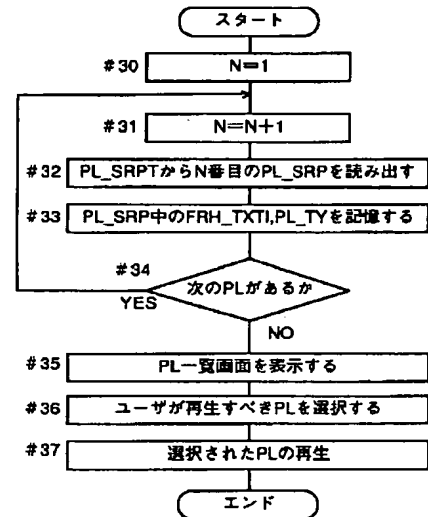 スタート
#30 N=1
#31 N=N+1
#32 PL_SRPTからN番目のPL_SRPを読み出す
#33 PL_SRP中のFRH_TXTI,PL_TYを記憶する
#34
次のPLがあるか
YES
NO
#35 PL一覧画面を表示する
#36 ユーザが再生すべきPLを選択する
#37 選択されたPLの再生
エンド